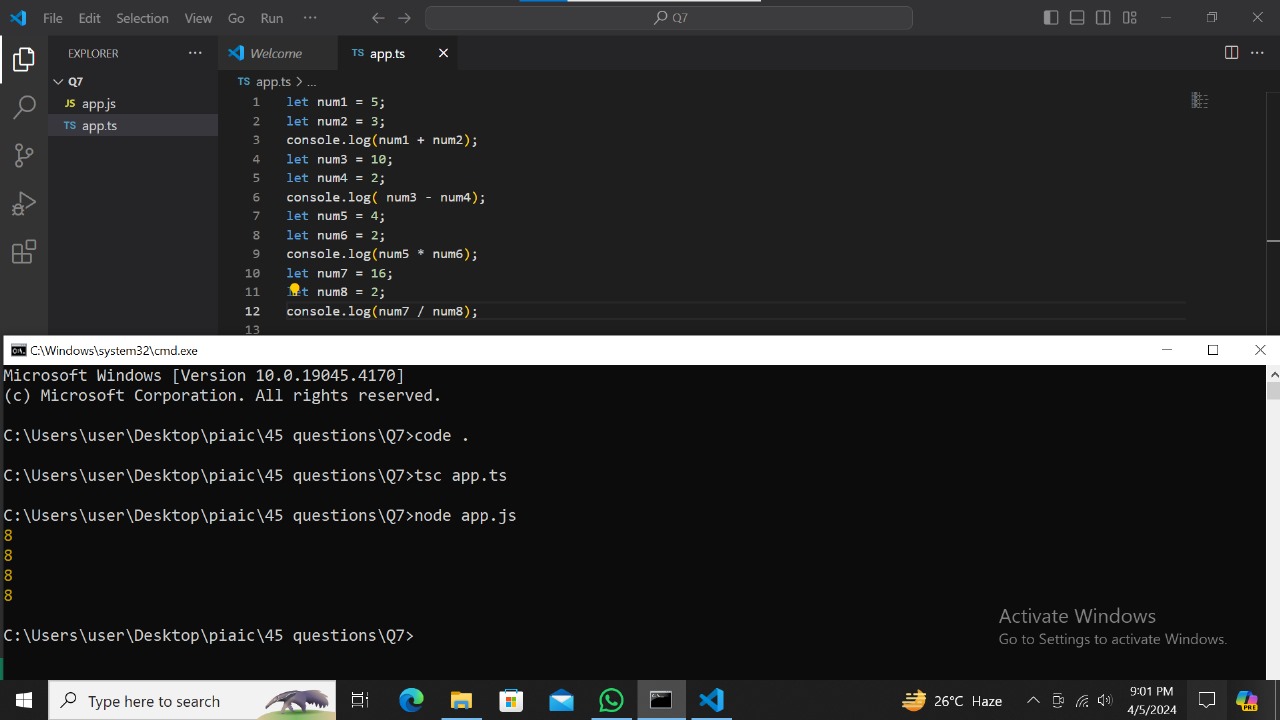 File Edit Selection View Go Run ··· Q7
EXPLORER ··· Welcome TS app.ts
Q7 TS app.ts > ...
JS app.js
TS app.ts
1 let num1 = 5;
2 let num2 = 3;
3 console.log(num1 + num2);
4 let num3 = 10;
5 let num4 = 2;
6 console.log( num3 - num4);
7 let num5 = 4;
8 let num6 = 2;
9 console.log(num5 * num6);
10 let num7 = 16;
11 let num8 = 2;
12 console.log(num7 / num8);
13
C:\Windows\system32\cmd.exe
Microsoft Windows [Version 10.0.19045.4170]
(c) Microsoft Corporation. All rights reserved.
C:\Users\user\Desktop\piaic\45 questions\Q7>code .
C:\Users\user\Desktop\piaic\45 questions\Q7>tsc app.ts
C:\Users\user\Desktop\piaic\45 questions\Q7>node app.js
8
8
8
8
C:\Users\user\Desktop\piaic\45 questions\Q7>
Activate Windows
Go to Settings to activate Windows.
Type here to search 26°C Haze 9:01 PM
4/5/2024
PRE